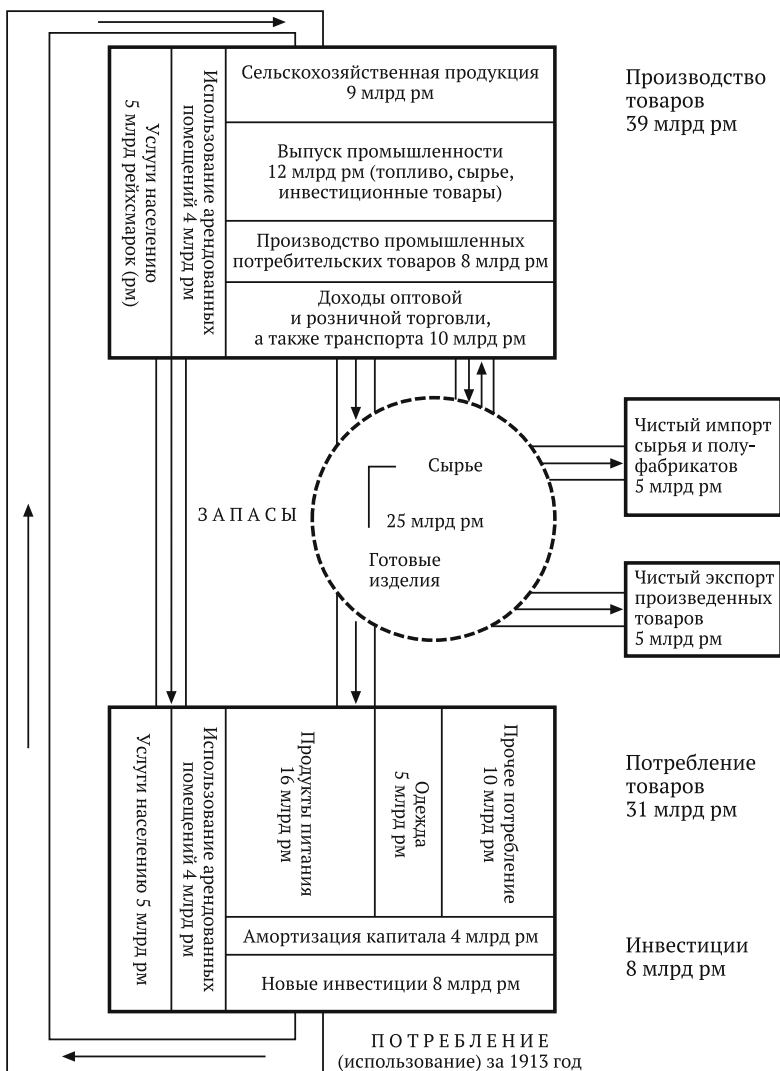 Услуги населению
5 млрд рейхсмарок (рм)
Использование арендованных
помещений 4 млрд рм
Сельскохозяйственная продукция
9 млрд рм
Выпуск промышленности
12 млрд рм (топливо, сырье,
инвестиционные товары)
Производство промышленных
потребительских товаров 8 млрд рм
Доходы оптовой
и розничной торговли,
а также транспорта 10 млрд рм
Производство
товаров
39 млрд рм
ЗАПАСЫ
Сырье
25 млрд рм
Готовые
изделия
Чистый импорт
сырья и полу-
фабрикатов
5 млрд рм
Чистый экспорт
произведенных
товаров
5 млрд рм
Услуги населению 5 млрд рм
Использование арендованных
помещений 4 млрд рм
Продукты питания
16 млрд рм
Одежда
5 млрд рм
Прочее потребление
10 млрд рм
Амортизация капитала 4 млрд рм
Новые инвестиции 8 млрд рм
Потребление
товаров
31 млрд рм
Инвестиции
8 млрд рм
ПОТРЕБЛЕНИЕ
(использование) за 1913 год